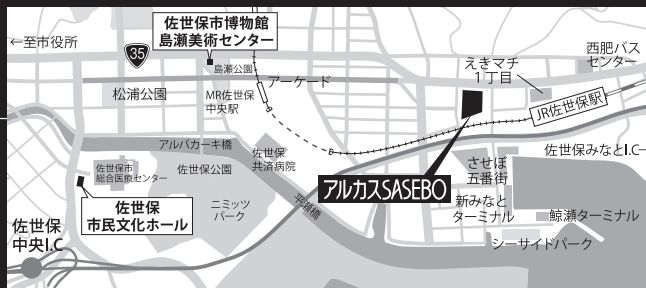 ←至市役所
35
佐世保市博物館
島瀬美術センター
島瀬公園
アーケード
松浦公園
MR佐世保
中央駅
えきマチ
1丁目
西肥バス
センター
JR佐世保駅
アルバカーキ橋
佐世保
共済病院
佐世保みなとI.C
佐世保市
総合医療センター
佐世保公園
させぼ
五番街
アルカスSASEBO
佐世保
市民文化ホール
ニミッツ
パーク
平瀬橋
新みなと
ターミナル
鯨瀬ターミナル
佐世保
中央I.C
シーサイドパーク